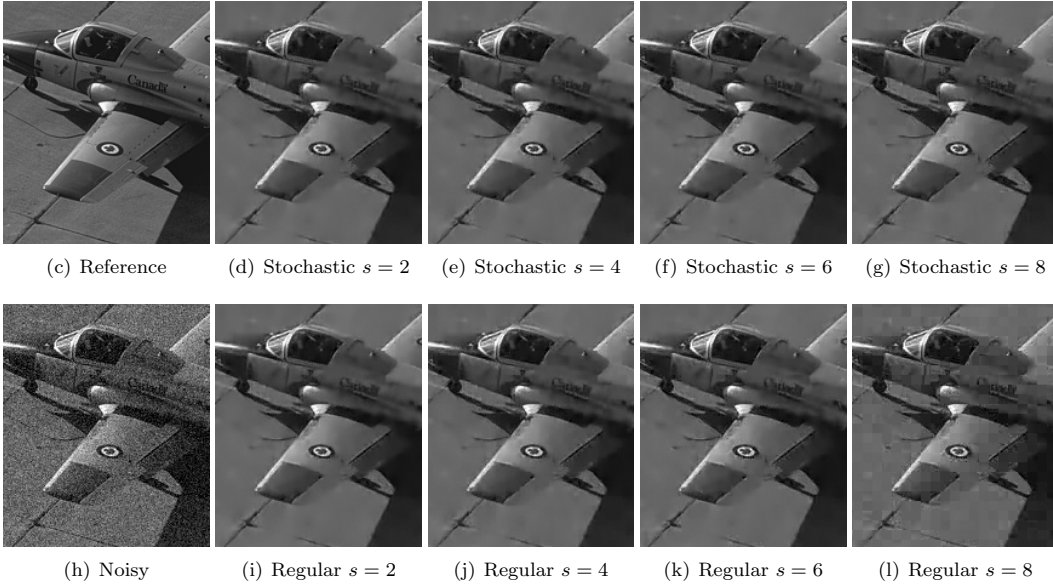 Canada
(c) Reference
(d) Stochastic s = 2
(e) Stochastic s = 4
(f) Stochastic s = 6
(g) Stochastic s = 8
(h) Noisy
(i) Regular s = 2
(j) Regular s = 4
(k) Regular s = 6
(l) Regular s = 8